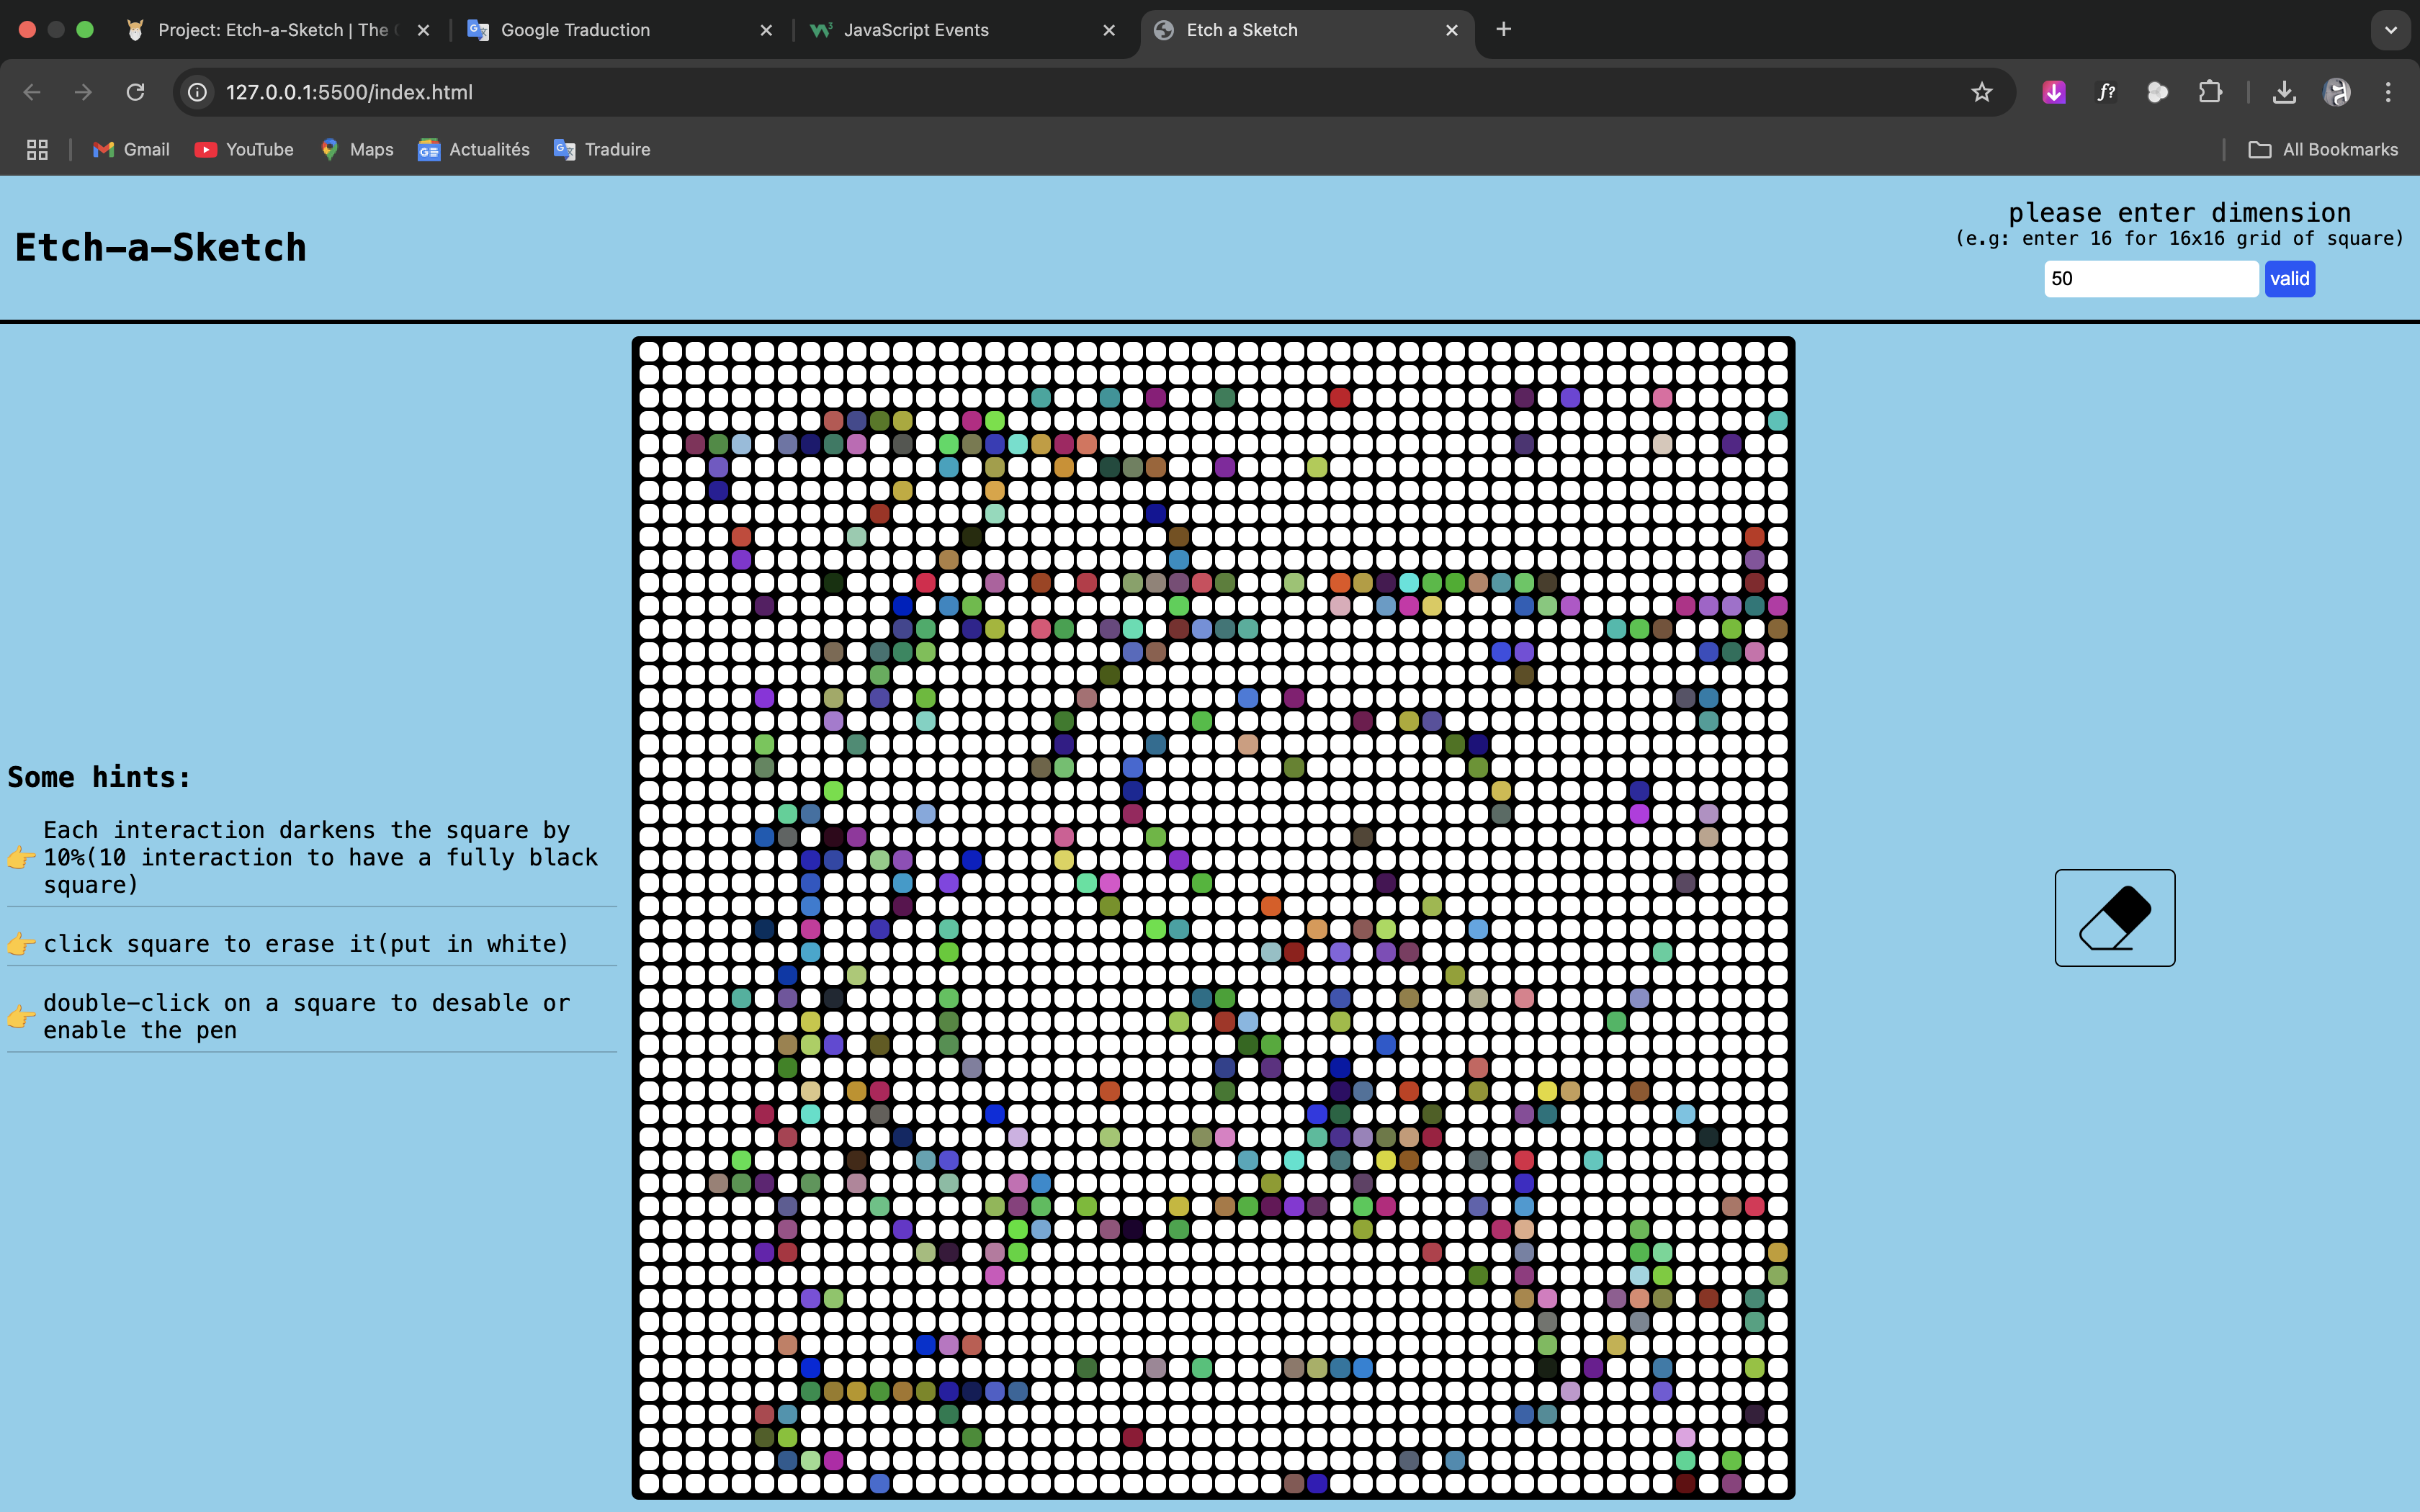 Project: Etch-a-Sketch | The
Google Traduction
JavaScript Events
Etch a Sketch
127.0.0.1:5500/index.html
f?
Gmail
YouTube
Maps
Actualités
Traduire
All Bookmarks
Etch-a-Sketch
please enter dimension
(e.g: enter 16 for 16x16 grid of square)
50
valid
Some hints:
Each interaction darkens the square by
10%(10 interaction to have a fully black
square)
click square to erase it(put in white)
double-click on a square to desable or
enable the pen